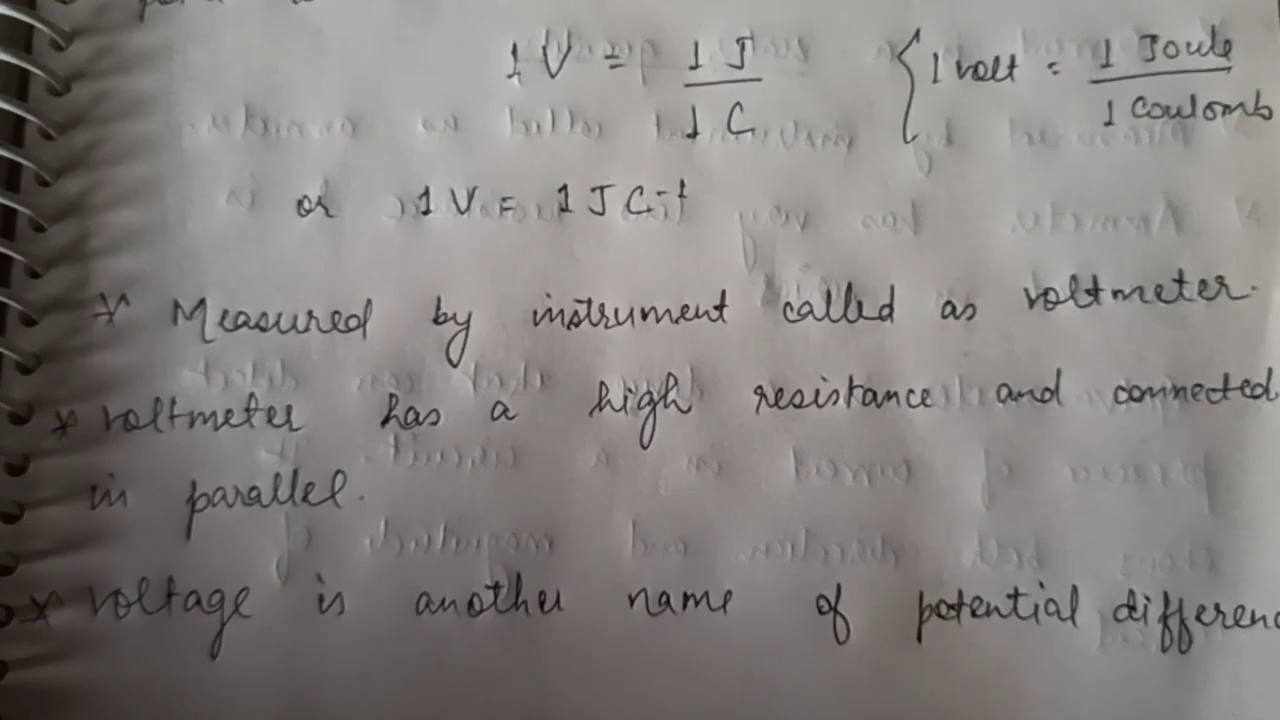 1 V = 1 J / 1 C { 1 volt = 1 Joule / 1 Coulomb
or 1 V = 1 J C⁻¹
* Measured by instrument called as voltmeter.
* voltmeter has a high resistance and connected
in parallel.
* voltage is another name of potential differenc